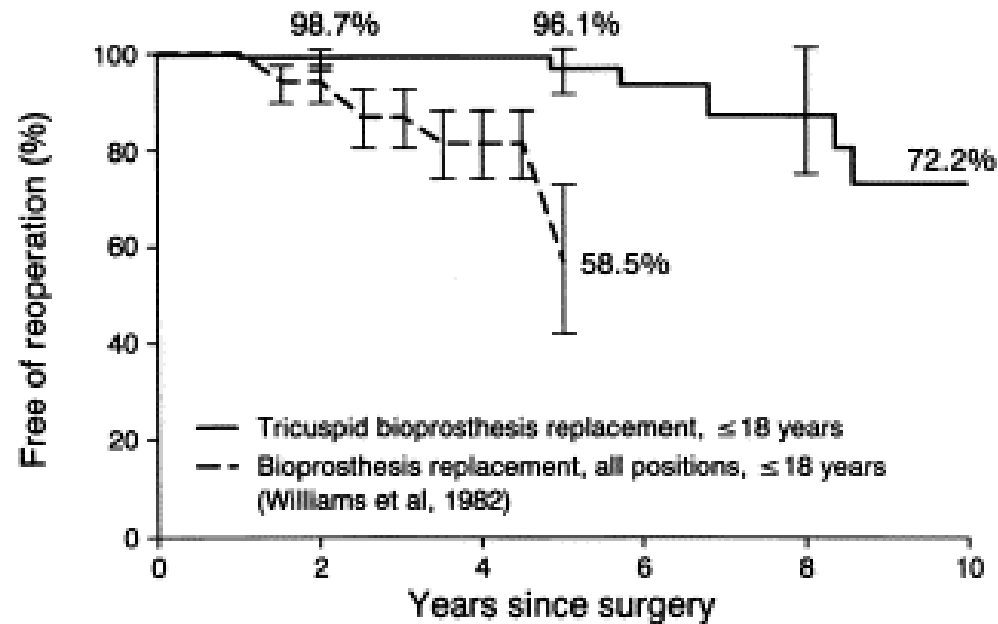 98.7%
96.1%
100
80
60
40
20
0
72.2%
58.5%
Free of reoperation (%)
Tricuspid bioprosthesis replacement, ≤18 years
Bioprosthesis replacement, all positions, ≤18 years
(Williams et al, 1982)
0 2 4 6 8 10
Years since surgery